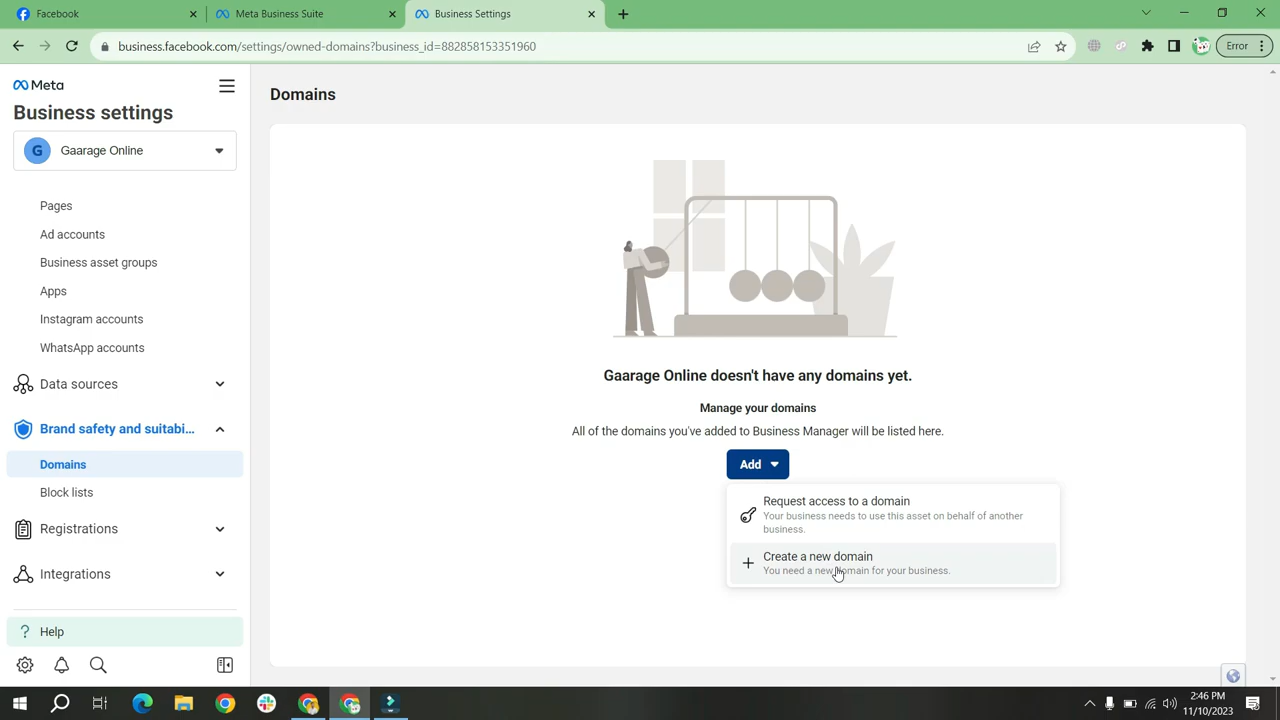 Facebook
Meta Business Suite
Business Settings
business.facebook.com/settings/owned-domains?business_id=882858153351960
Error
Meta
Business settings
G
Gaarage Online
Pages
Ad accounts
Business asset groups
Apps
Instagram accounts
WhatsApp accounts
Data sources
Brand safety and suitabi...
Domains
Block lists
Registrations
Integrations
? Help
Domains
Gaarage Online doesn't have any domains yet.
Manage your domains
All of the domains you've added to Business Manager will be listed here.
Add
Request access to a domain
Your business needs to use this asset on behalf of another
business.
Create a new domain
You need a new domain for your business.
2:46 PM
11/10/2023